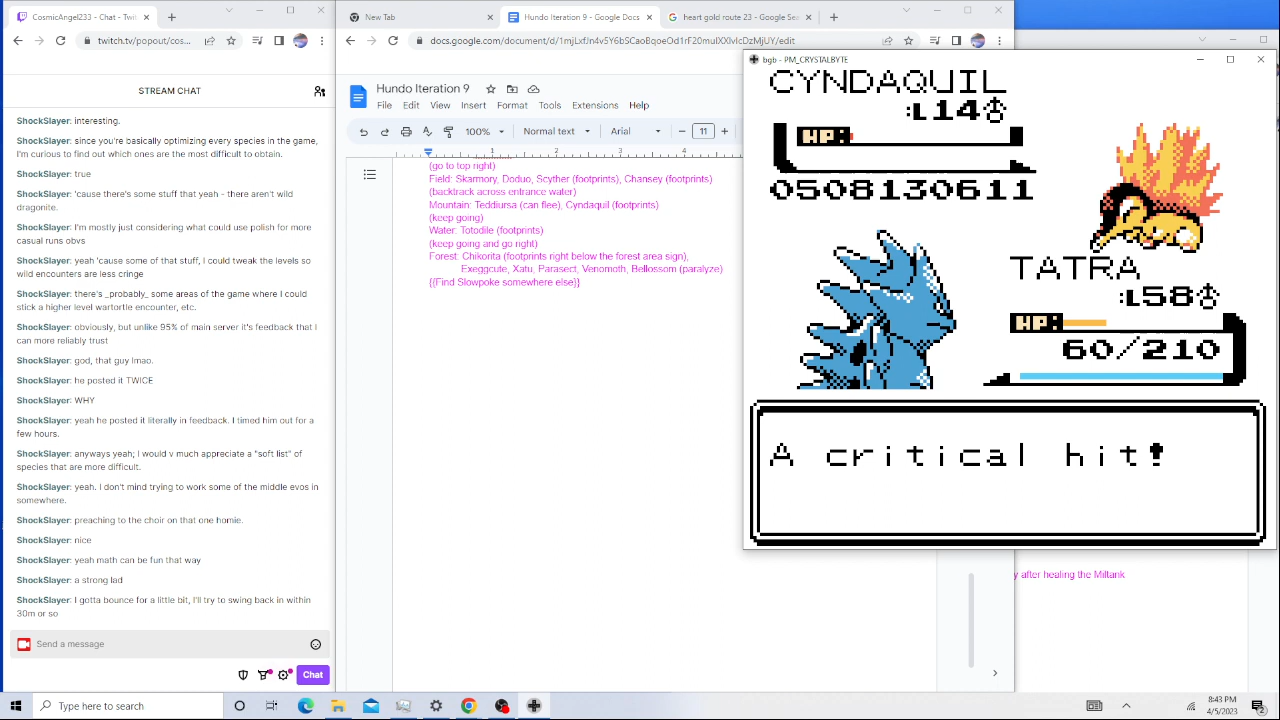 CosmicAngel233 - Chat - Twi
New Tab
Hundo Iteration 9 - Google Docs
heart gold route 23 - Google Sea
twitch.tv/popout/cos...
docs.google.com/document/d/
/edit
bgb - PM_CRYSTALBYTE
STREAM CHAT
ShockSlayer: interesting.
ShockSlayer: since you're basically optimizing every species in the game,
I'm curious to find out which ones are the most difficult to obtain.
ShockSlayer: true
ShockSlayer: 'cause there's some stuff that yeah - there aren't wild
dragonite.
ShockSlayer: I'm mostly just considering what could use polish for more
casual runs obvs
ShockSlayer: yeah 'cause some of that stuff, I could tweak the levels so
wild encounters are less cringe
ShockSlayer: there's _probably_ some areas of the game where I could
stick a higher level wartortle encounter, etc.
ShockSlayer: obviously, but unlike 95% of main server it's feedback that I
can more reliably trust
ShockSlayer: god, that guy lmao.
ShockSlayer: he posted it TWICE
ShockSlayer: WHY
ShockSlayer: yeah he posted it literally in feedback. I timed him out for a
few hours.
ShockSlayer: anyways yeah; I would v much appreciate a "soft list" of
species that are more difficult.
ShockSlayer: yeah. I don't mind trying to work some of the middle evos in
somewhere.
ShockSlayer: preaching to the choir on that one homie.
ShockSlayer: nice
ShockSlayer: yeah math can be fun that way
ShockSlayer: a strong lad
ShockSlayer: I gotta bounce for a little bit, I'll try to swing back in within
30m or so
Send a message
Chat
Hundo Iteration 9
File Edit View Insert Format Tools Extensions Help
100% Normal text Arial 11
1 2 3 4
(go to top right)
Field: Skarmory, Doduo, Scyther (footprints), Chansey (footprints)
(backtrack across entrance water)
Mountain: Teddiursa (can flee), Cyndaquil (footprints)
(keep going)
Water: Totodile (footprints)
(keep going and go right)
Forest: Chikorita (footprints right below the forest area sign),
Exeggcute, Xatu, Parasect, Venomoth, Bellossom (paralyze)
{{Find Slowpoke somewhere else}}
y after healing the Miltank
CYNDAQUIL
:L14♂
HP:
0508130611
TATRA
:L58♂
HP:
60/210
A critical hit!
Type here to search
8:43 PM
4/5/2023
2